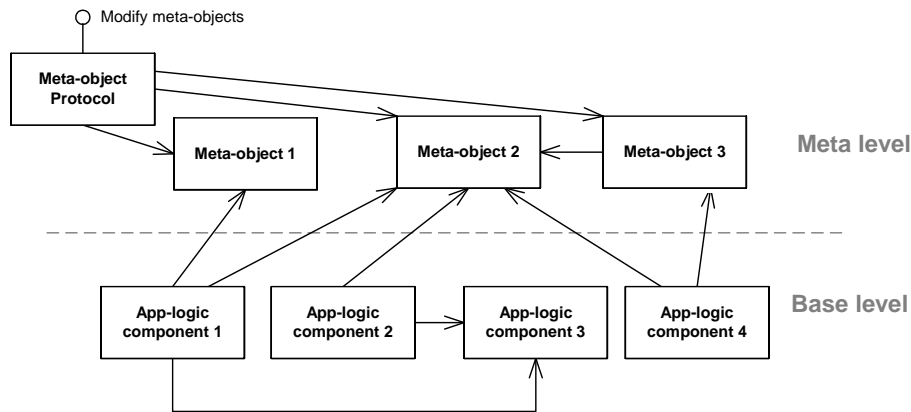 Modify meta-objects
Meta-object
Protocol
Meta-object 1
Meta-object 2
Meta-object 3
Meta level
App-logic
component 1
App-logic
component 2
App-logic
component 3
App-logic
component 4
Base level